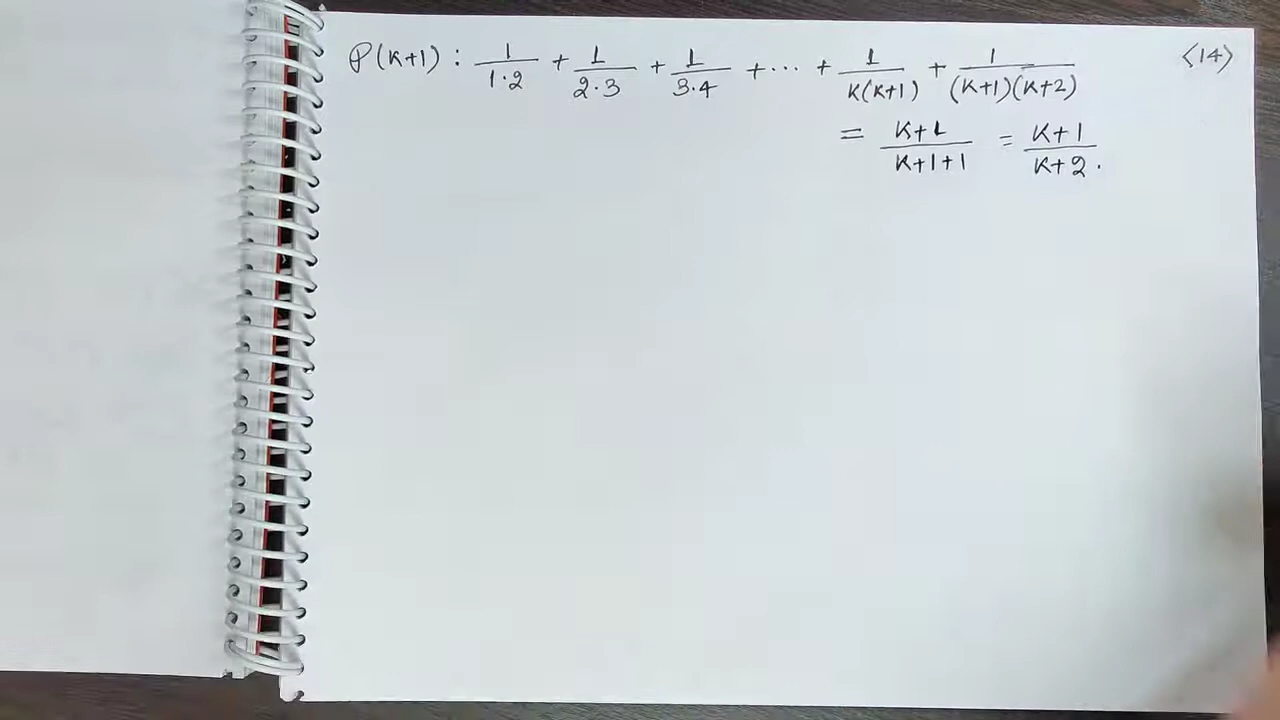 P(K+1) : 1/(1·2) + 1/(2·3) + 1/(3·4) + ... + 1/(K(K+1)) + 1/((K+1)(K+2)) <14>
= (K+1)/(K+1+1) = (K+1)/(K+2).